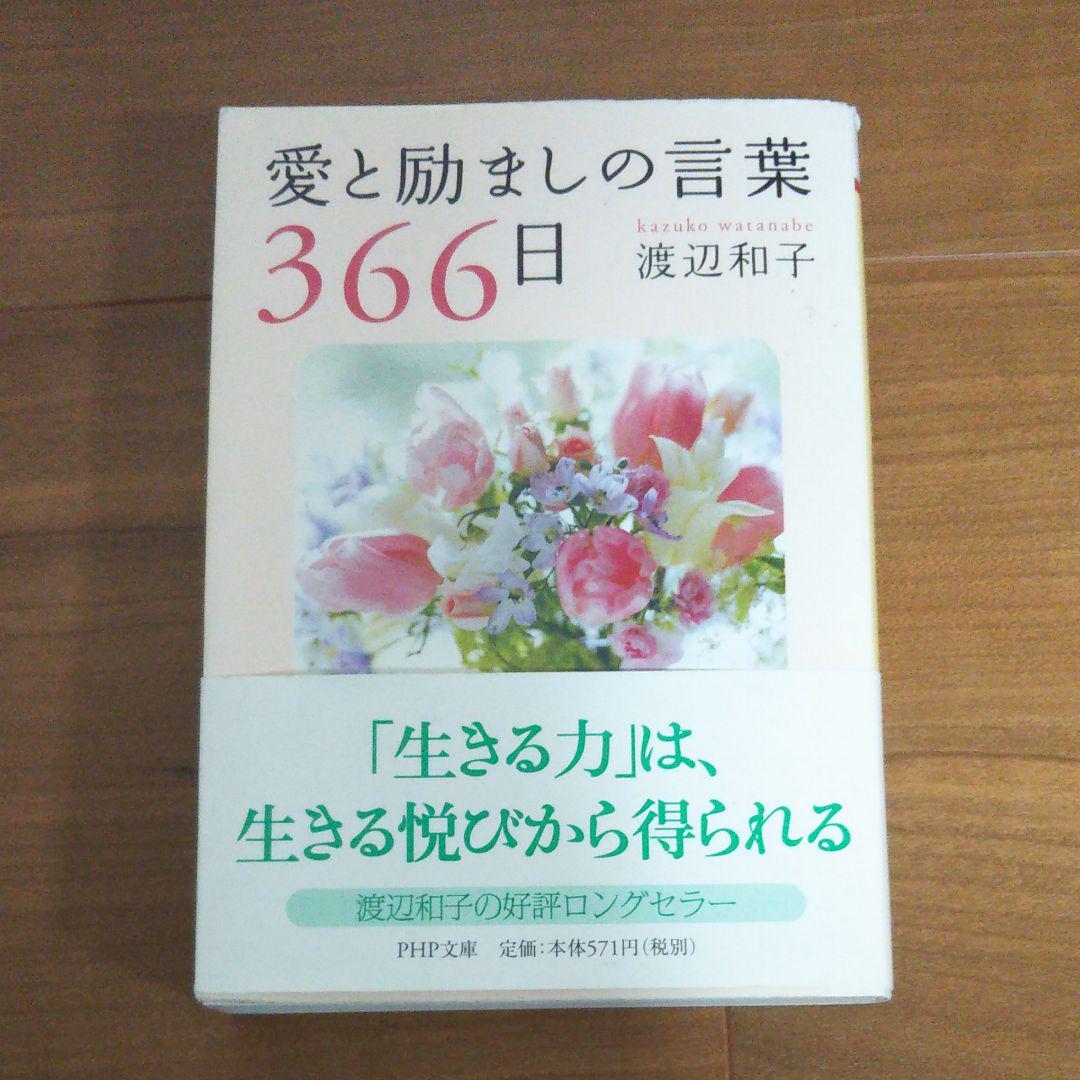 愛と励ましの言葉
366日
kazuko watanabe
渡辺和子
「生きる力」は、
生きる悦びから得られる
渡辺和子の好評ロングセラー
PHP文庫 定価:本体571円(税別)